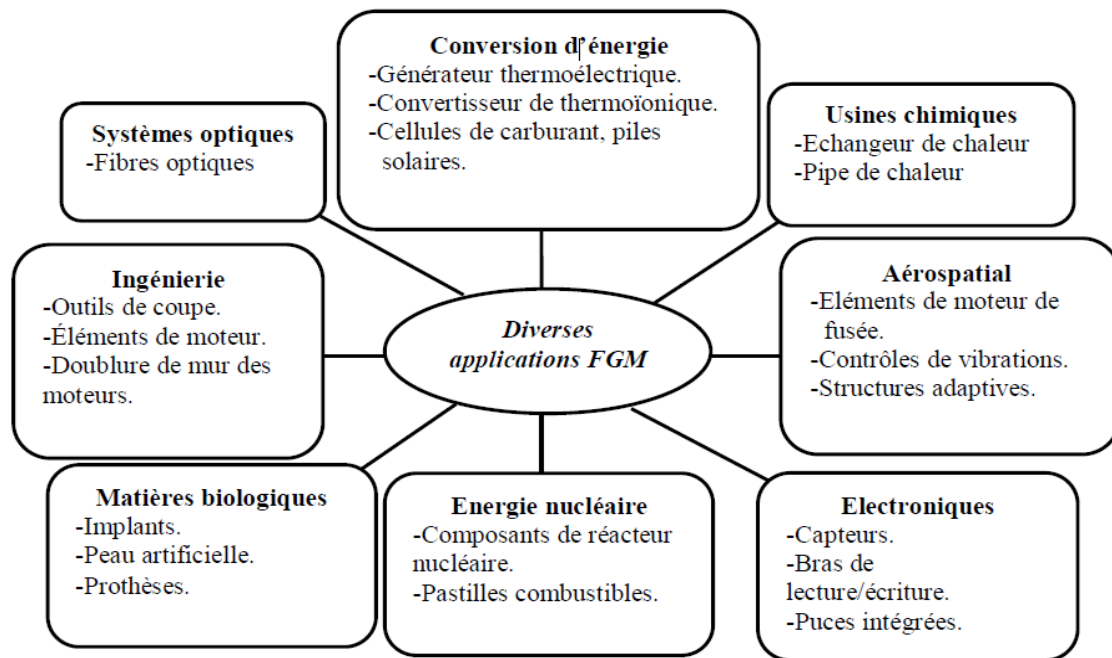 Conversion d'énergie
-Générateur thermoélectrique.
-Convertisseur de thermoïonique.
-Cellules de carburant, piles
solaires.
Systèmes optiques
-Fibres optiques
Usines chimiques
-Echangeur de chaleur
-Pipe de chaleur
Ingénierie
-Outils de coupe.
-Éléments de moteur.
-Doublure de mur des
moteurs.
Diverses
applications FGM
Aérospatial
-Eléments de moteur de
fusée.
-Contrôles de vibrations.
-Structures adaptives.
Matières biologiques
-Implants.
-Peau artificielle.
-Prothèses.
Energie nucléaire
-Composants de réacteur
nucléaire.
-Pastilles combustibles.
Electroniques
-Capteurs.
-Bras de
lecture/écriture.
-Puces intégrées.